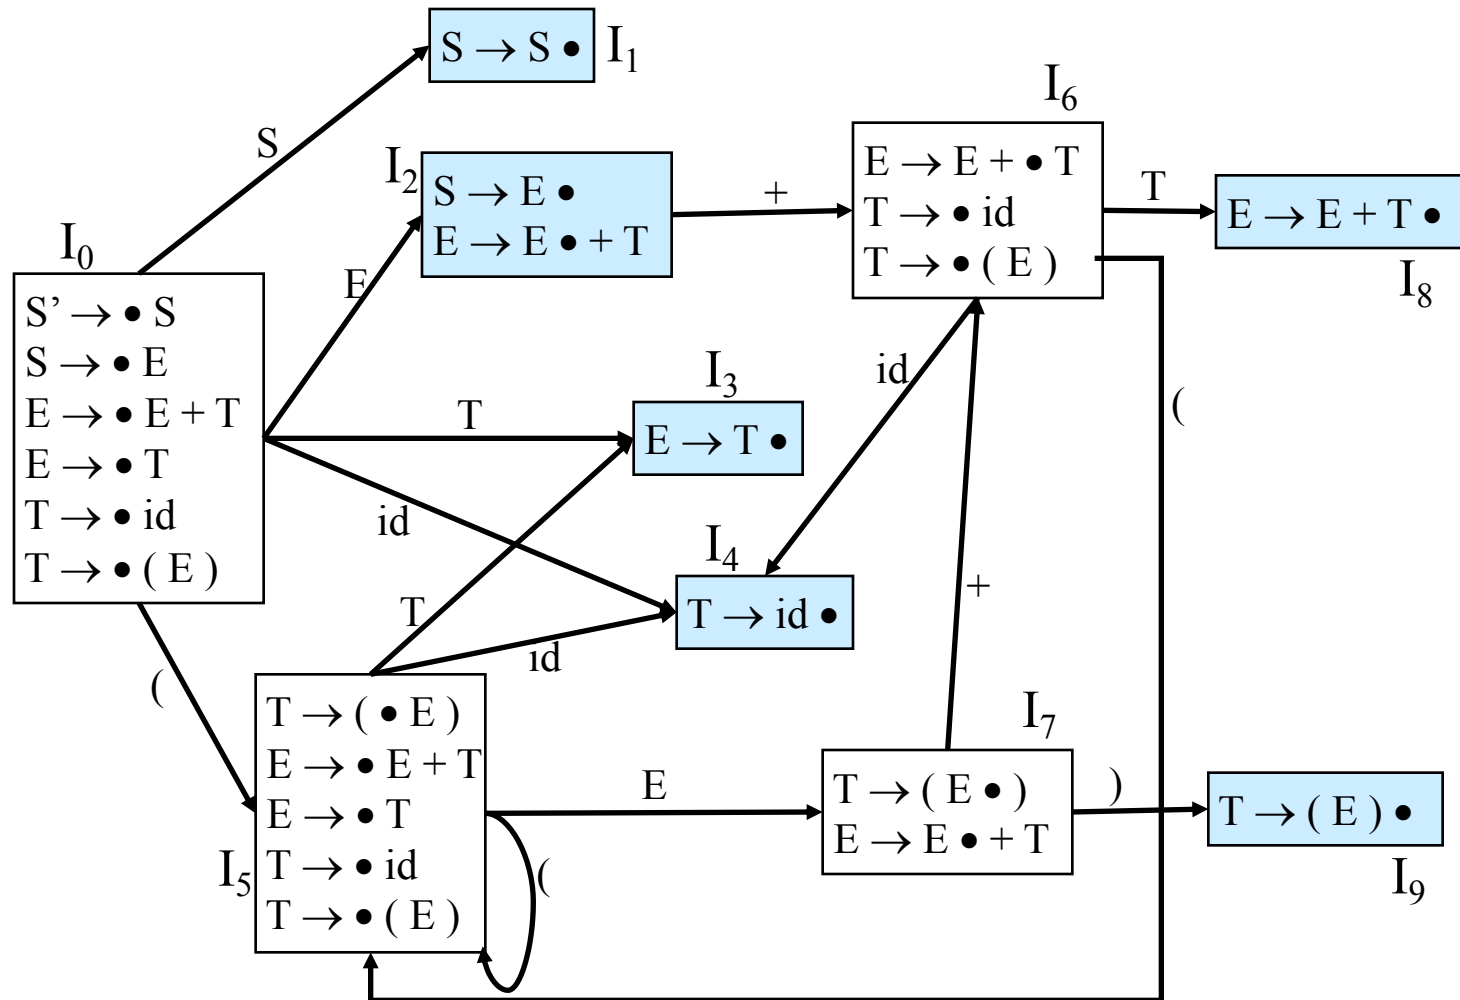 S → S ●
I₁
S
I₂
S → E ●
E → E ● + T
+
I₆
E → E + ● T
T → ● id
T → ● ( E )
T
E → E + T ●
I₈
I₀
S’ → ● S
S → ● E
E → ● E + T
E → ● T
T → ● id
T → ● ( E )
E
T
I₃
E → T ●
id
(
id
I₄
T → id ●
T
id
+
(
I₅
T → ( ● E )
E → ● E + T
E → ● T
T → ● id
T → ● ( E )
E
(
I₇
T → ( E ● )
E → E ● + T
)
T → ( E ) ●
I₉